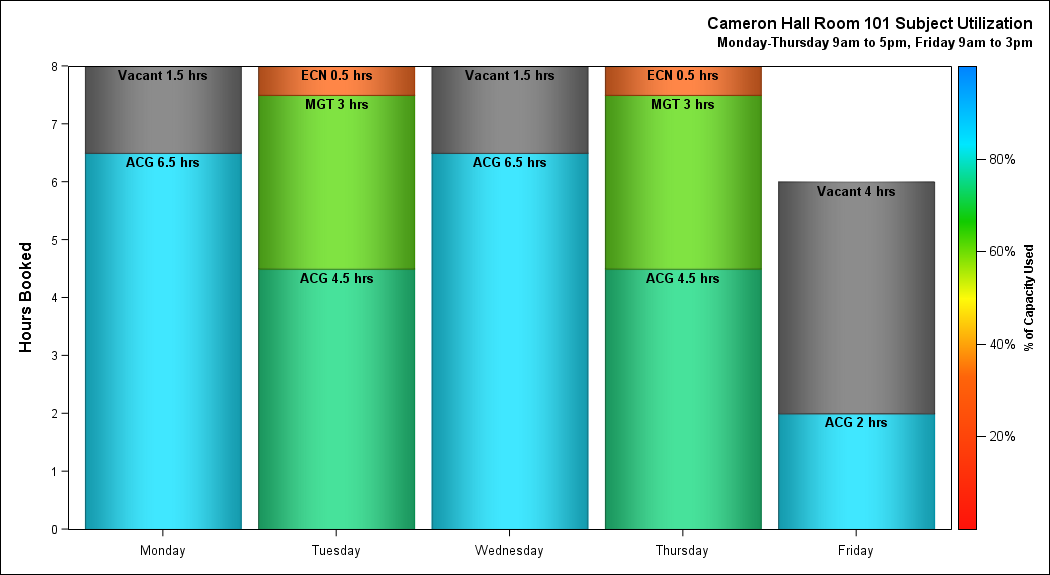 Cameron Hall Room 101 Subject Utilization
Monday-Thursday 9am to 5pm, Friday 9am to 3pm
Hours Booked
8
7
6
5
4
3
2
1
0
Vacant 1.5 hrs
ACG 6.5 hrs
ECN 0.5 hrs
MGT 3 hrs
ACG 4.5 hrs
Vacant 1.5 hrs
ACG 6.5 hrs
ECN 0.5 hrs
MGT 3 hrs
ACG 4.5 hrs
Vacant 4 hrs
ACG 2 hrs
Monday
Tuesday
Wednesday
Thursday
Friday
80%
60%
40%
20%
% of Capacity Used